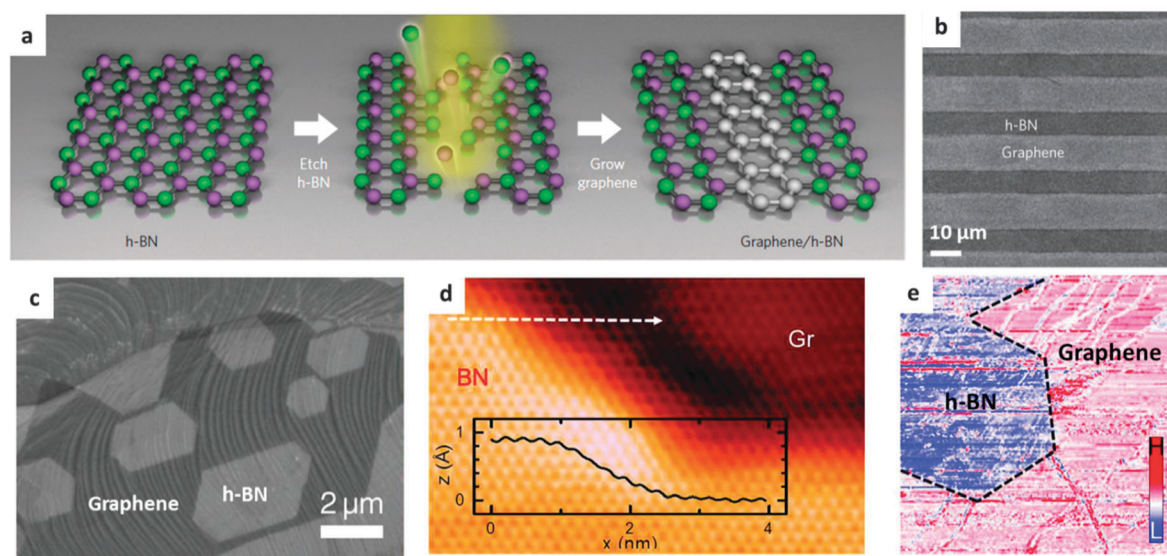 a
Etch
h-BN
Grow
graphene
h-BN
Graphene/h-BN
b
h-BN
Graphene
10 μm
c
Graphene
h-BN
2 μm
d
BN
Gr
z (Å)
1
0
0
2
4
x (nm)
e
Graphene
h-BN
H
L